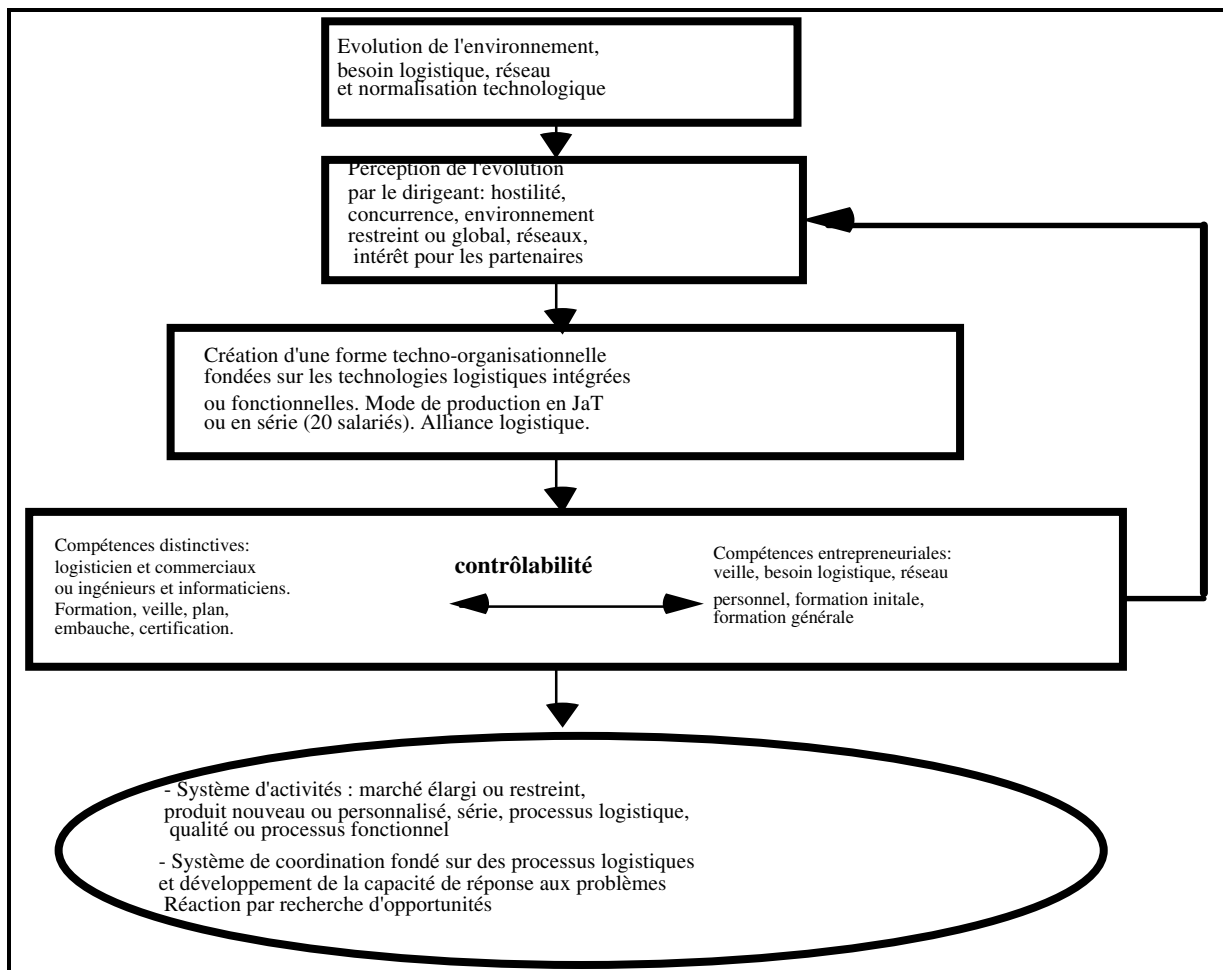 Evolution de l'environnement,
besoin logistique, réseau
et normalisation technologique
Perception de l'évolution
par le dirigeant: hostilité,
concurrence, environnement
restreint ou global, réseaux,
intérêt pour les partenaires
Création d'une forme techno-organisationnelle
fondées sur les technologies logistiques intégrées
ou fonctionnelles. Mode de production en JaT
ou en série (20 salariés). Alliance logistique.
Compétences distinctives:
logisticien et commerciaux
ou ingénieurs et informaticiens.
Formation, veille, plan,
embauche, certification.
contrôlabilité
Compétences entrepreneuriales:
veille, besoin logistique, réseau
personnel, formation initale,
formation générale
- Système d'activités : marché élargi ou restreint,
produit nouveau ou personnalisé, série, processus logistique,
qualité ou processus fonctionnel
- Système de coordination fondé sur des processus logistiques
et développement de la capacité de réponse aux problèmes
Réaction par recherche d'opportunités